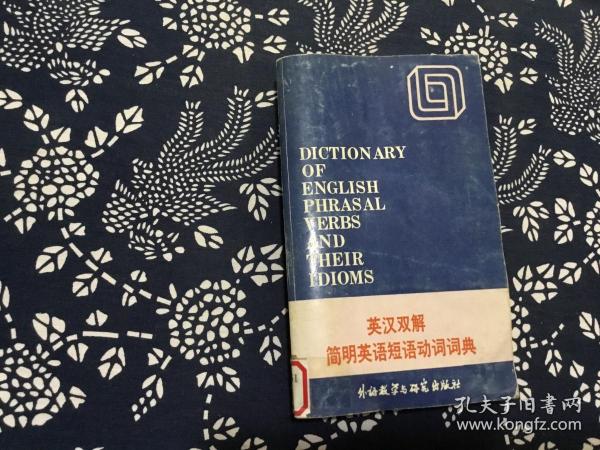 DICTIONARY
OF
ENGLISH
PHRASAL
VERBS
AND
THEIR
IDIOMS
英汉双解
简明英语短语动词词典
外语教学与研究出版社
孔夫子旧书网
www.kongfz.com